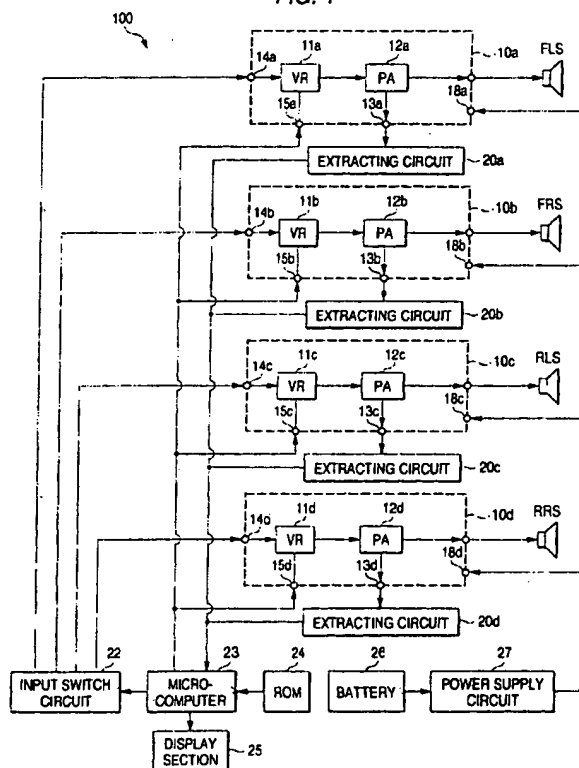 FIG. 1
100
11a 12a 10a FLS
14a VR PA 18a
15a 13a
EXTRACTING CIRCUIT 20a
11b 12b 10b FRS
14b VR PA 18b
15b 13b
EXTRACTING CIRCUIT 20b
11c 12c 10c RLS
14c VR PA 18c
15c 13c
EXTRACTING CIRCUIT 20c
11d 12d 10d RRS
14d VR PA 18d
15d 13d
EXTRACTING CIRCUIT 20d
22 23 24 26 27
INPUT SWITCH CIRCUIT
MICRO-COMPUTER
ROM
BATTERY
POWER SUPPLY CIRCUIT
DISPLAY SECTION 25